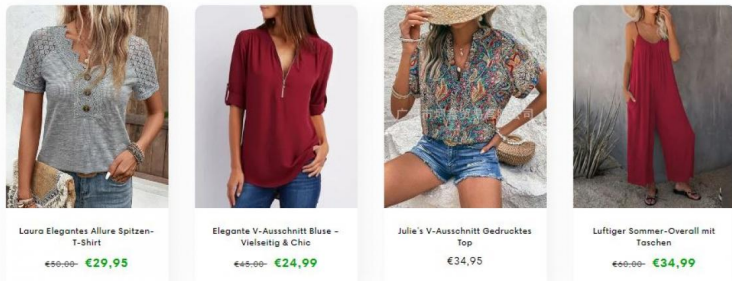 Laura Elegantes Allure Spitzen-
T-Shirt
€50,00 €29,95
Elegante V-Ausschnitt Bluse –
Vielseitig & Chic
€45,00 €24,99
Julie's V-Ausschnitt Gedrucktes
Top
€34,95
Luftiger Sommer-Overall mit
Taschen
€60,00 €34,99